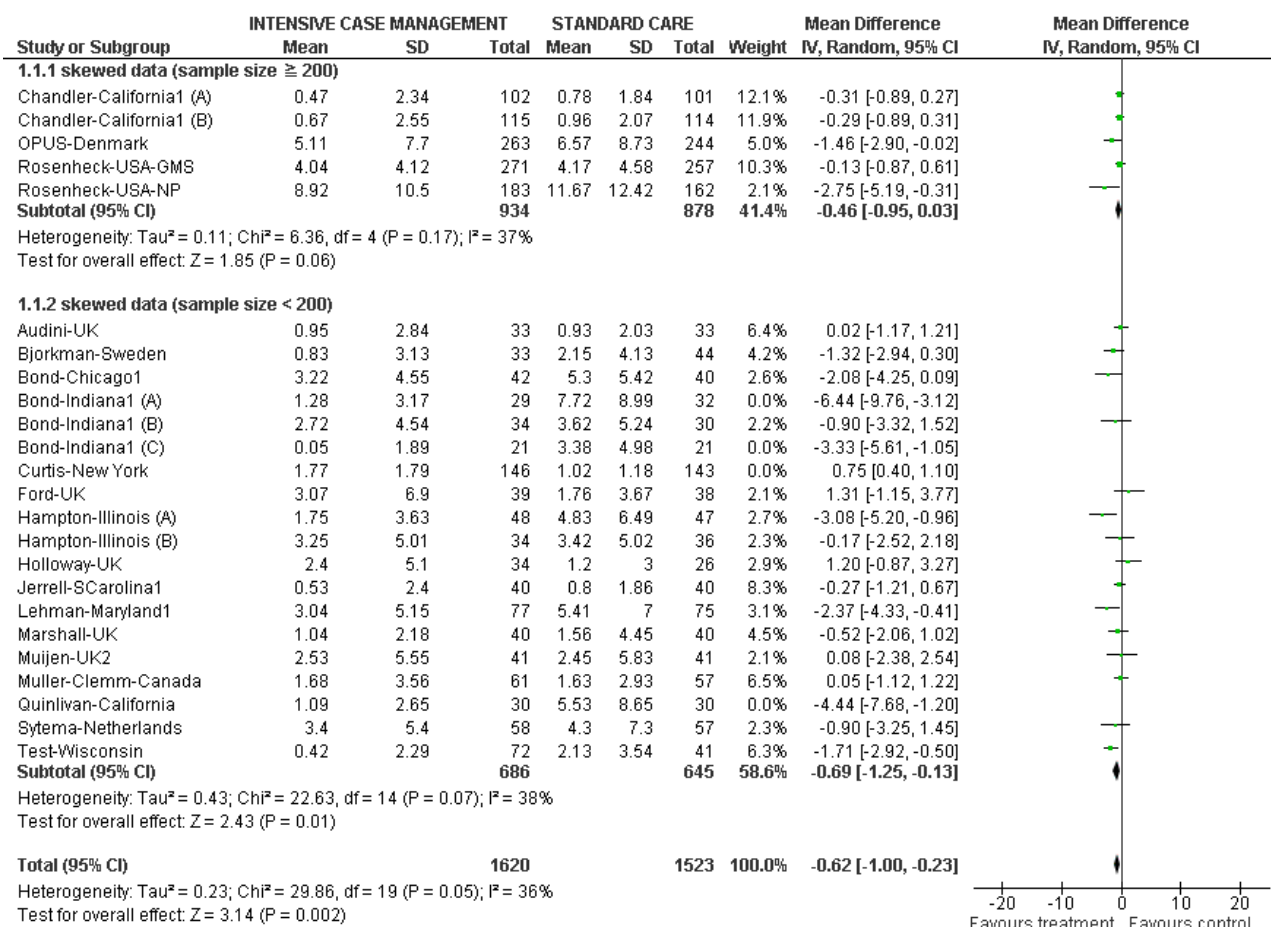 INTENSIVE CASE MANAGEMENT STANDARD CARE Mean Difference Mean Difference
Study or Subgroup Mean SD Total Mean SD Total Weight IV, Random, 95% CI IV, Random, 95% CI
1.1.1 skewed data (sample size ≧ 200)
Chandler-California1 (A) 0.47 2.34 102 0.78 1.84 101 12.1% -0.31 [-0.89, 0.27]
Chandler-California1 (B) 0.67 2.55 115 0.96 2.07 114 11.9% -0.29 [-0.89, 0.31]
OPUS-Denmark 5.11 7.7 263 6.57 8.73 244 5.0% -1.46 [-2.90, -0.02]
Rosenheck-USA-GMS 4.04 4.12 271 4.17 4.58 257 10.3% -0.13 [-0.87, 0.61]
Rosenheck-USA-NP 8.92 10.5 183 11.67 12.42 162 2.1% -2.75 [-5.19, -0.31]
Subtotal (95% CI) 934 878 41.4% -0.46 [-0.95, 0.03]
Heterogeneity: Tau² = 0.11; Chi² = 6.36, df = 4 (P = 0.17); I² = 37%
Test for overall effect: Z = 1.85 (P = 0.06)
1.1.2 skewed data (sample size < 200)
Audini-UK 0.95 2.84 33 0.93 2.03 33 6.4% 0.02 [-1.17, 1.21]
Bjorkman-Sweden 0.83 3.13 33 2.15 4.13 44 4.2% -1.32 [-2.94, 0.30]
Bond-Chicago1 3.22 4.55 42 5.3 5.42 40 2.6% -2.08 [-4.25, 0.09]
Bond-Indiana1 (A) 1.28 3.17 29 7.72 8.99 32 0.0% -6.44 [-9.76, -3.12]
Bond-Indiana1 (B) 2.72 4.54 34 3.62 5.24 30 2.2% -0.90 [-3.32, 1.52]
Bond-Indiana1 (C) 0.05 1.89 21 3.38 4.98 21 0.0% -3.33 [-5.61, -1.05]
Curtis-New York 1.77 1.79 146 1.02 1.18 143 0.0% 0.75 [0.40, 1.10]
Ford-UK 3.07 6.9 39 1.76 3.67 38 2.1% 1.31 [-1.15, 3.77]
Hampton-Illinois (A) 1.75 3.63 48 4.83 6.49 47 2.7% -3.08 [-5.20, -0.96]
Hampton-Illinois (B) 3.25 5.01 34 3.42 5.02 36 2.3% -0.17 [-2.52, 2.18]
Holloway-UK 2.4 5.1 34 1.2 3 26 2.9% 1.20 [-0.87, 3.27]
Jerrell-SCarolina1 0.53 2.4 40 0.8 1.86 40 8.3% -0.27 [-1.21, 0.67]
Lehman-Maryland1 3.04 5.15 77 5.41 7 75 3.1% -2.37 [-4.33, -0.41]
Marshall-UK 1.04 2.18 40 1.56 4.45 40 4.5% -0.52 [-2.06, 1.02]
Muijen-UK2 2.53 5.55 41 2.45 5.83 41 2.1% 0.08 [-2.38, 2.54]
Muller-Clemm-Canada 1.68 3.56 61 1.63 2.93 57 6.5% 0.05 [-1.12, 1.22]
Quinlivan-California 1.09 2.65 30 5.53 8.65 30 0.0% -4.44 [-7.68, -1.20]
Sytema-Netherlands 3.4 5.4 58 4.3 7.3 57 2.3% -0.90 [-3.25, 1.45]
Test-Wisconsin 0.42 2.29 72 2.13 3.54 41 6.3% -1.71 [-2.92, -0.50]
Subtotal (95% CI) 686 645 58.6% -0.69 [-1.25, -0.13]
Heterogeneity: Tau² = 0.43; Chi² = 22.63, df = 14 (P = 0.07); I² = 38%
Test for overall effect: Z = 2.43 (P = 0.01)
Total (95% CI) 1620 1523 100.0% -0.62 [-1.00, -0.23]
Heterogeneity: Tau² = 0.23; Chi² = 29.86, df = 19 (P = 0.05); I² = 36%
Test for overall effect: Z = 3.14 (P = 0.002)
-20 -10 0 10 20
Favours treatment Favours control